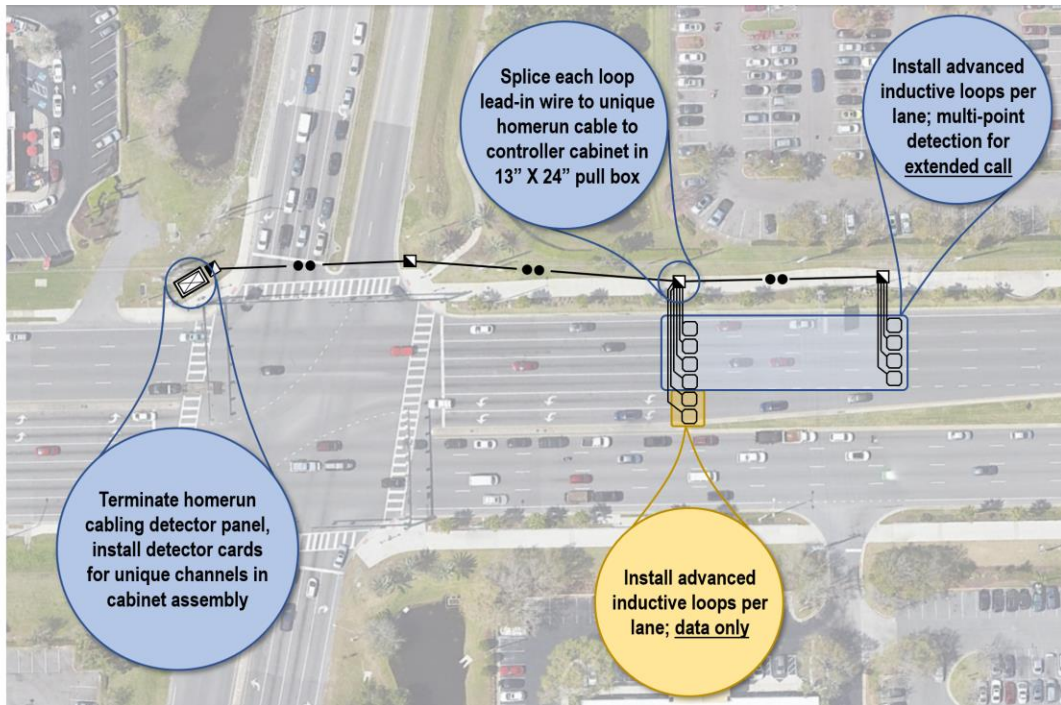 Splice each loop
lead-in wire to unique
homerun cable to
controller cabinet in
13” X 24” pull box
Install advanced
inductive loops per
lane; multi-point
detection for
extended call
Terminate homerun
cabling detector panel,
install detector cards
for unique channels in
cabinet assembly
Install advanced
inductive loops per
lane; data only